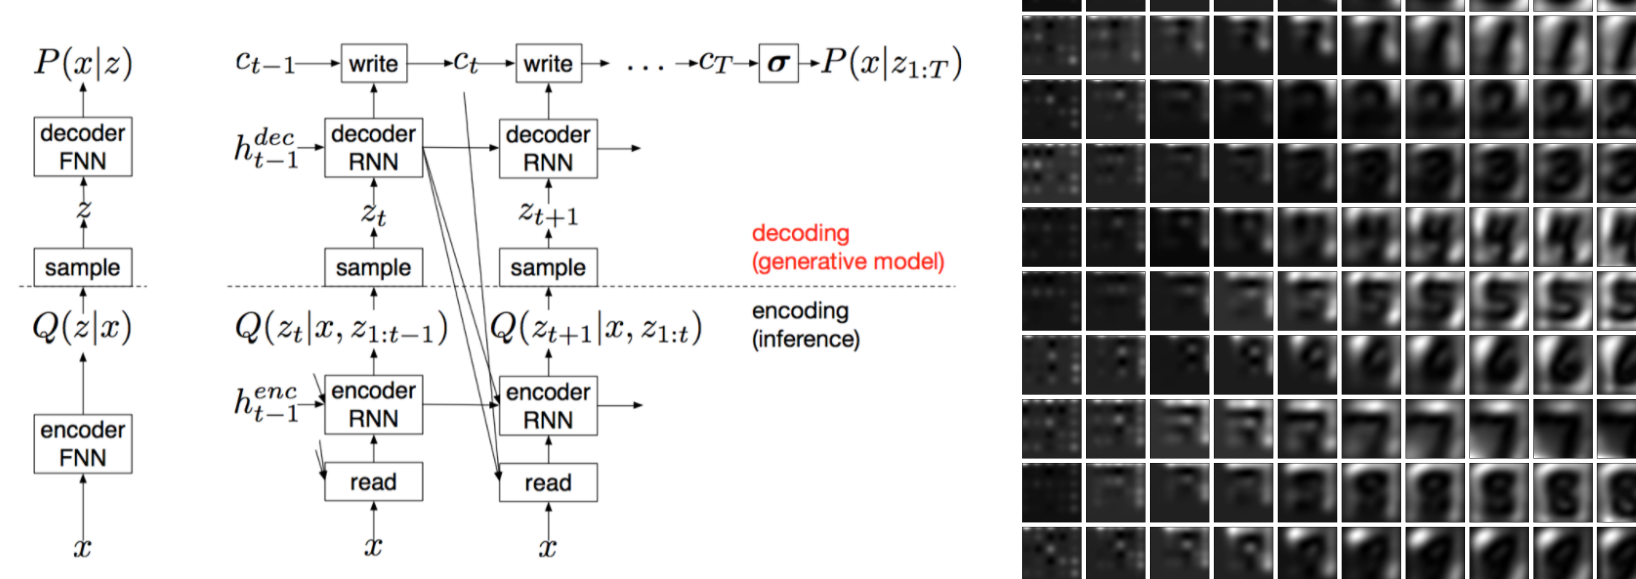 P(x|z)
decoder
FNN
z
sample
Q(z|x)
encoder
FNN
x
c_{t-1} write c_t write ... c_T σ P(x|z_{1:T})
h_{t-1}^{dec} decoder
RNN
decoder
RNN
z_t z_{t+1}
sample sample
decoding
(generative model)
Q(z_t|x, z_{1:t-1}) Q(z_{t+1}|x, z_{1:t})
encoding
(inference)
h_{t-1}^{enc} encoder
RNN
encoder
RNN
read read
x x